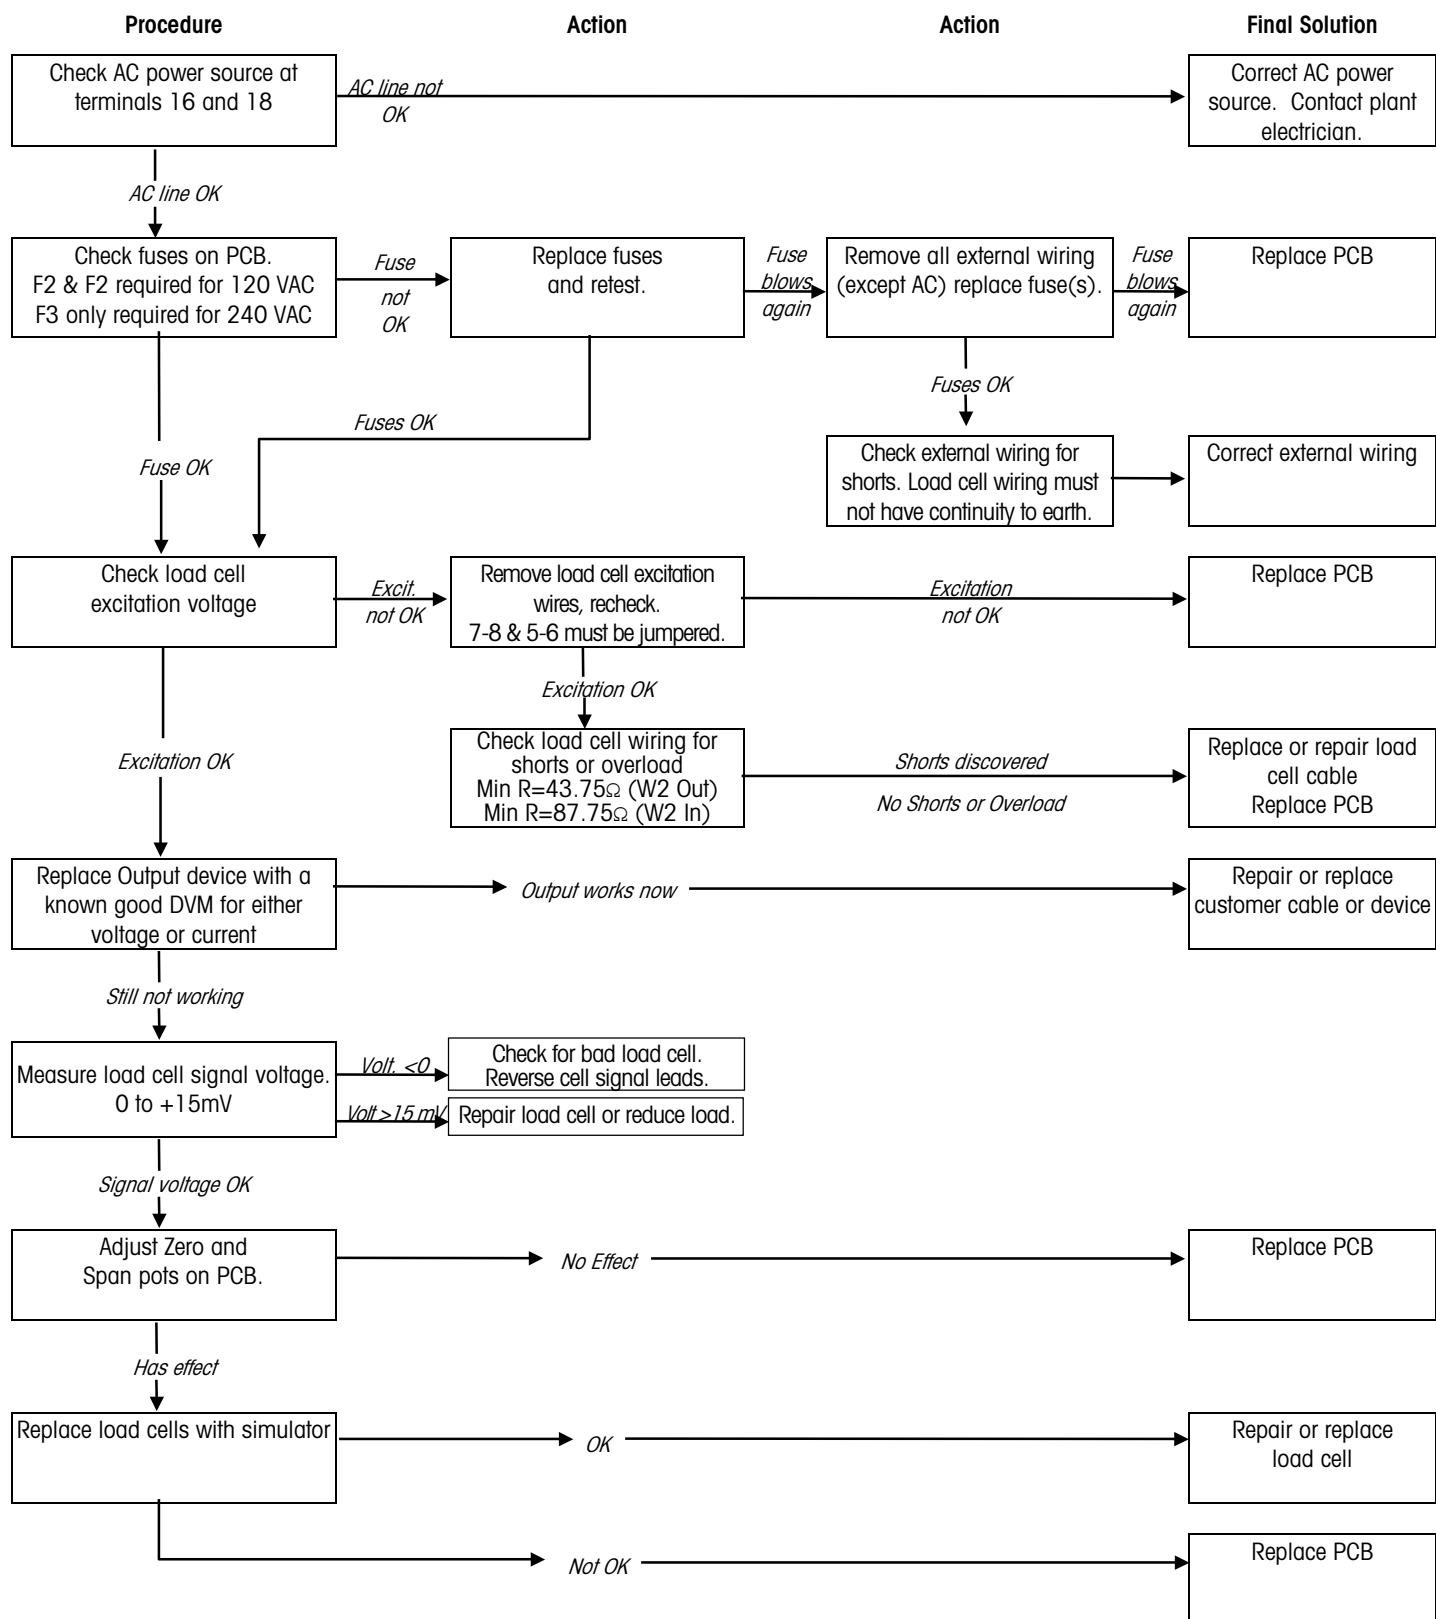 Procedure
Action
Action
Final Solution
Check AC power source at
terminals 16 and 18
AC line not
OK
Correct AC power
source. Contact plant
electrician.
AC line OK
Check fuses on PCB.
F2 & F2 required for 120 VAC
F3 only required for 240 VAC
Fuse
not
OK
Replace fuses
and retest.
Fuse
blows
again
Remove all external wiring
(except AC) replace fuse(s).
Fuse
blows
again
Replace PCB
Fuses OK
Fuses OK
Fuse OK
Check external wiring for
shorts. Load cell wiring must
not have continuity to earth.
Correct external wiring
Check load cell
excitation voltage
Excit.
not OK
Remove load cell excitation
wires, recheck.
7-8 & 5-6 must be jumpered.
Excitation
not OK
Replace PCB
Excitation OK
Excitation OK
Check load cell wiring for
shorts or overload
Min R=43.75Ω (W2 Out)
Min R=87.75Ω (W2 In)
Shorts discovered
No Shorts or Overload
Replace or repair load
cell cable
Replace PCB
Replace Output device with a
known good DVM for either
voltage or current
Output works now
Repair or replace
customer cable or device
Still not working
Measure load cell signal voltage.
0 to +15mV
Volt. <0
Check for bad load cell.
Reverse cell signal leads.
Volt >15 mV
Repair load cell or reduce load.
Signal voltage OK
Adjust Zero and
Span pots on PCB.
No Effect
Replace PCB
Has effect
Replace load cells with simulator
OK
Repair or replace
load cell
Not OK
Replace PCB